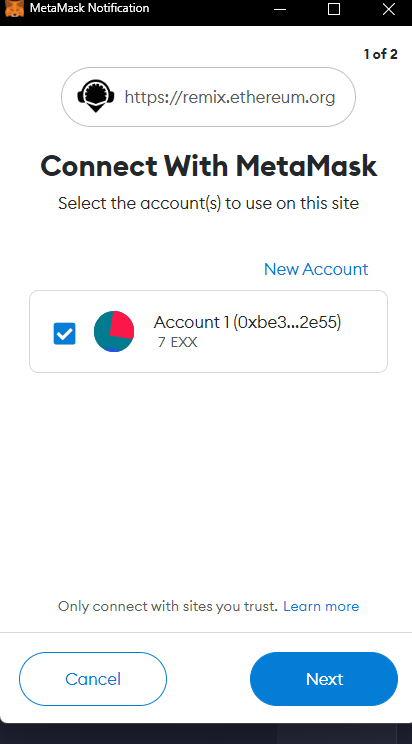 MetaMask Notification
1 of 2
https://remix.ethereum.org
Connect With MetaMask
Select the account(s) to use on this site
New Account
Account 1 (0xbe3...2e55)
7 EXX
Only connect with sites you trust. Learn more
Cancel
Next